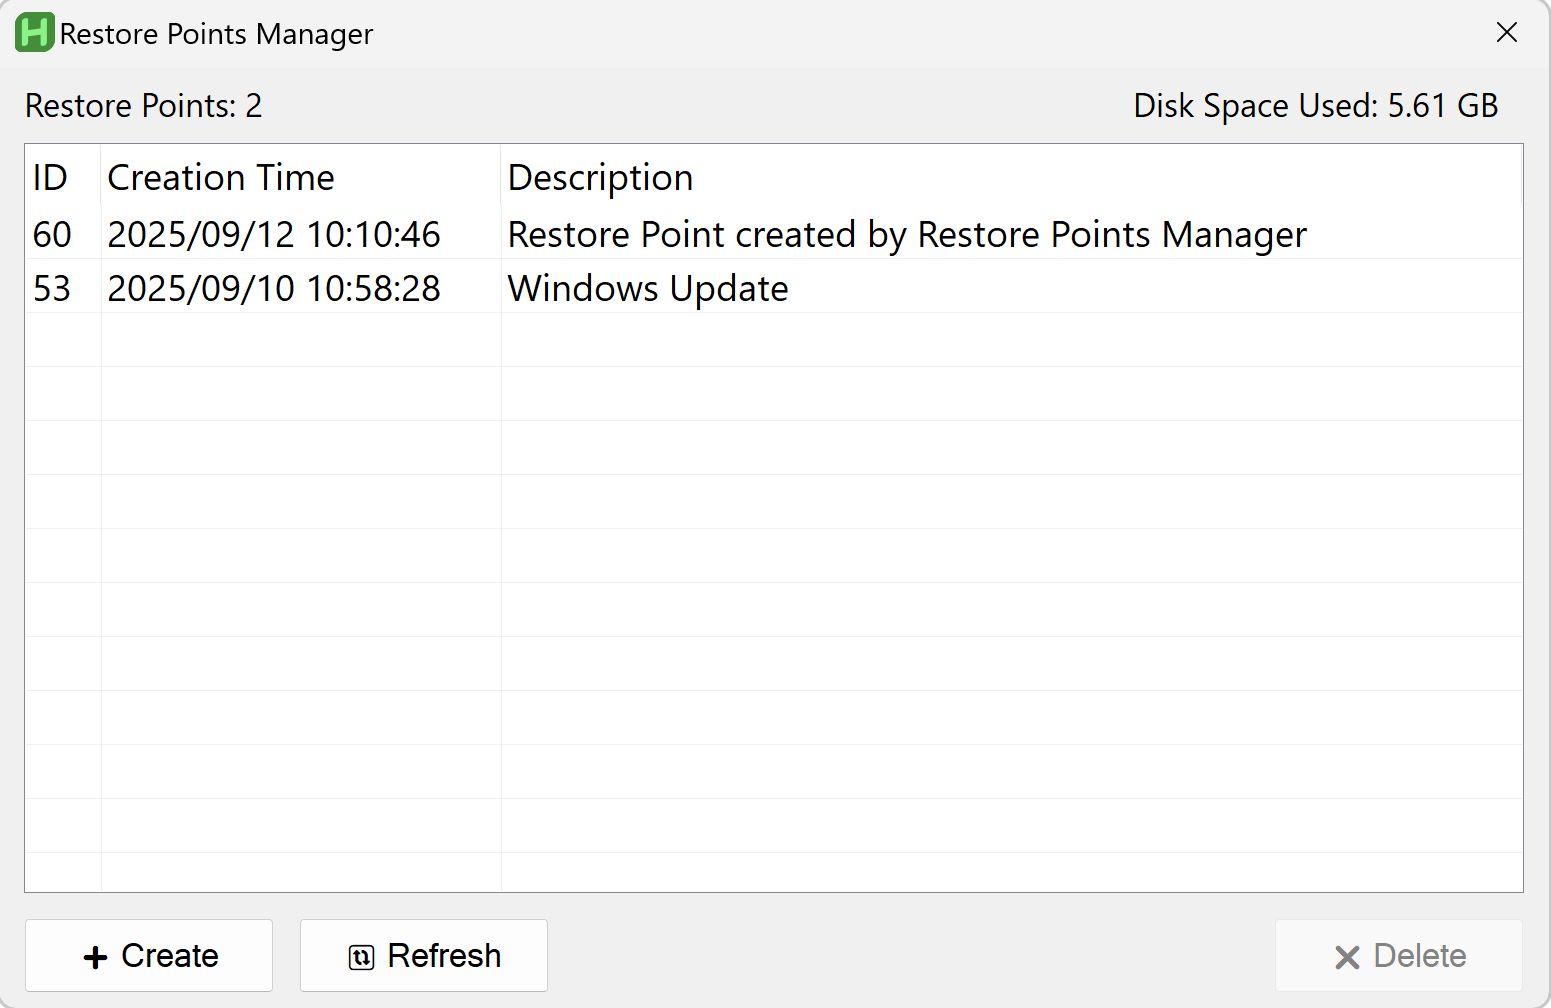 Restore Points Manager
Restore Points: 2 Disk Space Used: 5.61 GB
ID Creation Time Description
60 2025/09/12 10:10:46 Restore Point created by Restore Points Manager
53 2025/09/10 10:58:28 Windows Update
Create Refresh Delete